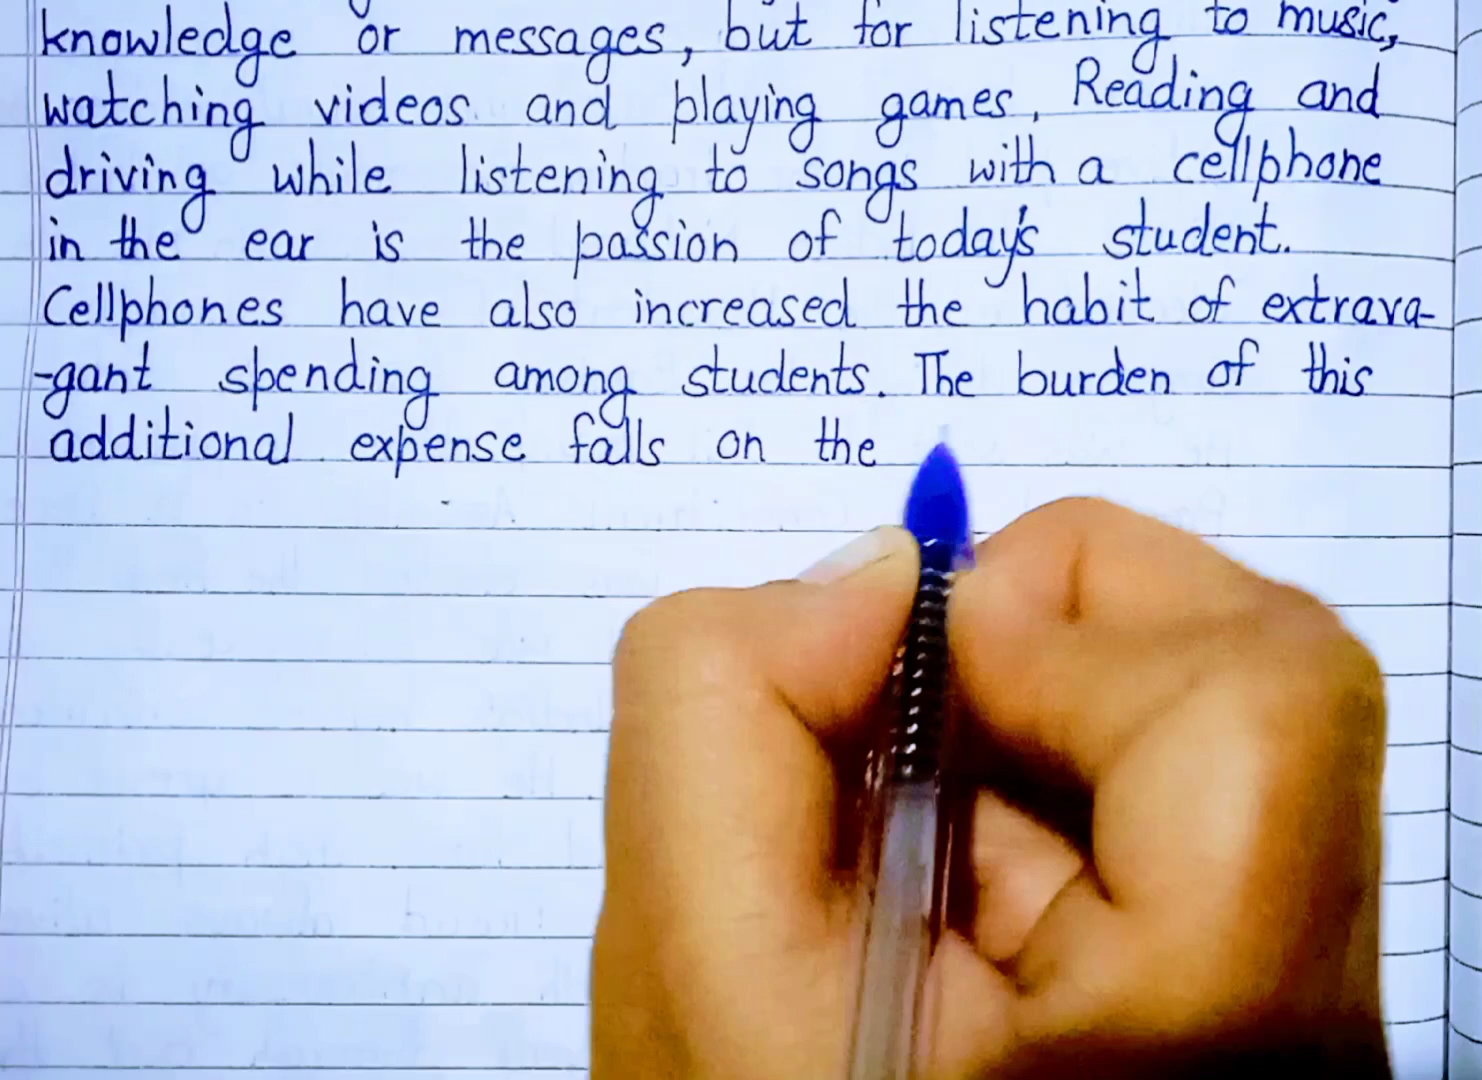 knowledge or messages, but for listening to music,
watching videos and playing games. Reading and
driving while listening to songs with a cellphone
in the ear is the passion of today's student.
Cellphones have also increased the habit of extrava-
-gant spending among students. The burden of this
additional expense falls on the